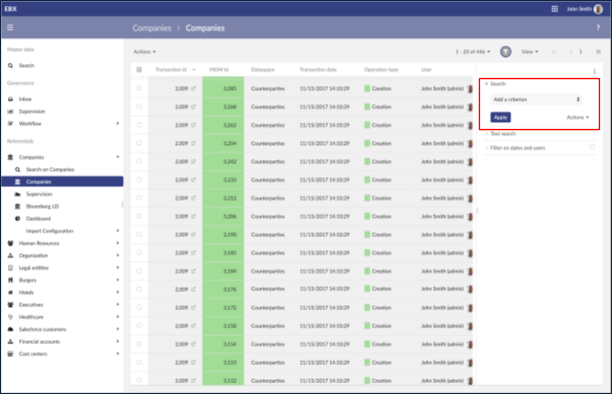 EBX
John Smith
Companies > Companies
?
Master data
Search
Governance
Inbox
Supervision
Workflow
Referentials
Companies
Search on Companies
Companies
Supervision
Bloomberg LEI
Dashboard
Import Configuration
Human Resources
Organization
Legal entities
Burgers
Hotels
Executives
Healthcare
Salesforce customers
Financial accounts
Cost centers
Actions
1 - 20 of 446
View
Transaction id MDM id Dataspace Transaction date Operation type User
2,009 3,285 Counterparties 11/15/2017 14:10:29 Creation John Smith (admin)
2,009 3,268 Counterparties 11/15/2017 14:10:29 Creation John Smith (admin)
2,009 3,262 Counterparties 11/15/2017 14:10:29 Creation John Smith (admin)
2,009 3,254 Counterparties 11/15/2017 14:10:29 Creation John Smith (admin)
2,009 3,242 Counterparties 11/15/2017 14:10:29 Creation John Smith (admin)
2,009 3,233 Counterparties 11/15/2017 14:10:29 Creation John Smith (admin)
2,009 3,212 Counterparties 11/15/2017 14:10:29 Creation John Smith (admin)
2,009 3,206 Counterparties 11/15/2017 14:10:29 Creation John Smith (admin)
2,009 3,190 Counterparties 11/15/2017 14:10:29 Creation John Smith (admin)
2,009 3,185 Counterparties 11/15/2017 14:10:29 Creation John Smith (admin)
2,009 3,184 Counterparties 11/15/2017 14:10:29 Creation John Smith (admin)
2,009 3,176 Counterparties 11/15/2017 14:10:29 Creation John Smith (admin)
2,009 3,172 Counterparties 11/15/2017 14:10:29 Creation John Smith (admin)
2,009 3,158 Counterparties 11/15/2017 14:10:29 Creation John Smith (admin)
2,009 3,154 Counterparties 11/15/2017 14:10:29 Creation John Smith (admin)
2,009 3,153 Counterparties 11/15/2017 14:10:29 Creation John Smith (admin)
2,009 3,152 Counterparties 11/15/2017 14:10:29 Creation John Smith (admin)
Search
Add a criterion
Apply Actions
Text search
Filter on dates and users